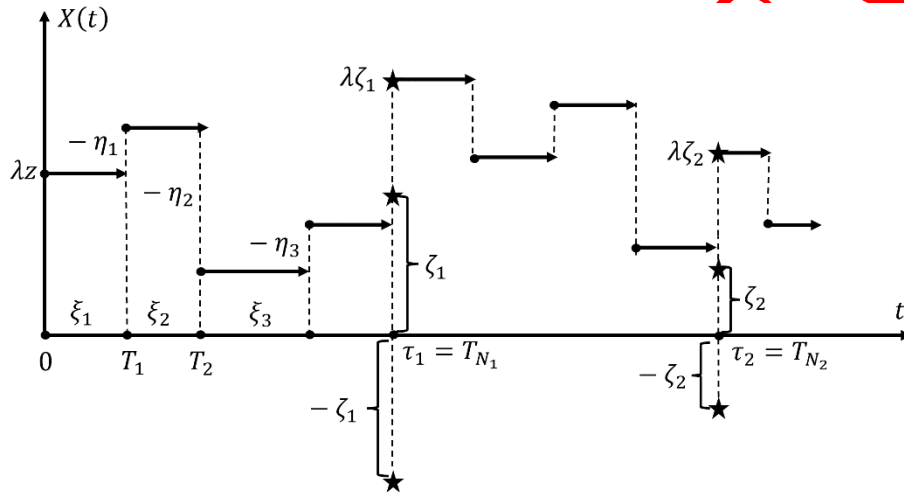 X(t)
λζ₁
− η₁
λz
λζ₂
− η₂
− η₃
ζ₁
ζ₂
ξ₁ ξ₂ ξ₃ t
0 T₁ T₂ τ₁ = T_{N₁} τ₂ = T_{N₂}
− ζ₂
− ζ₁